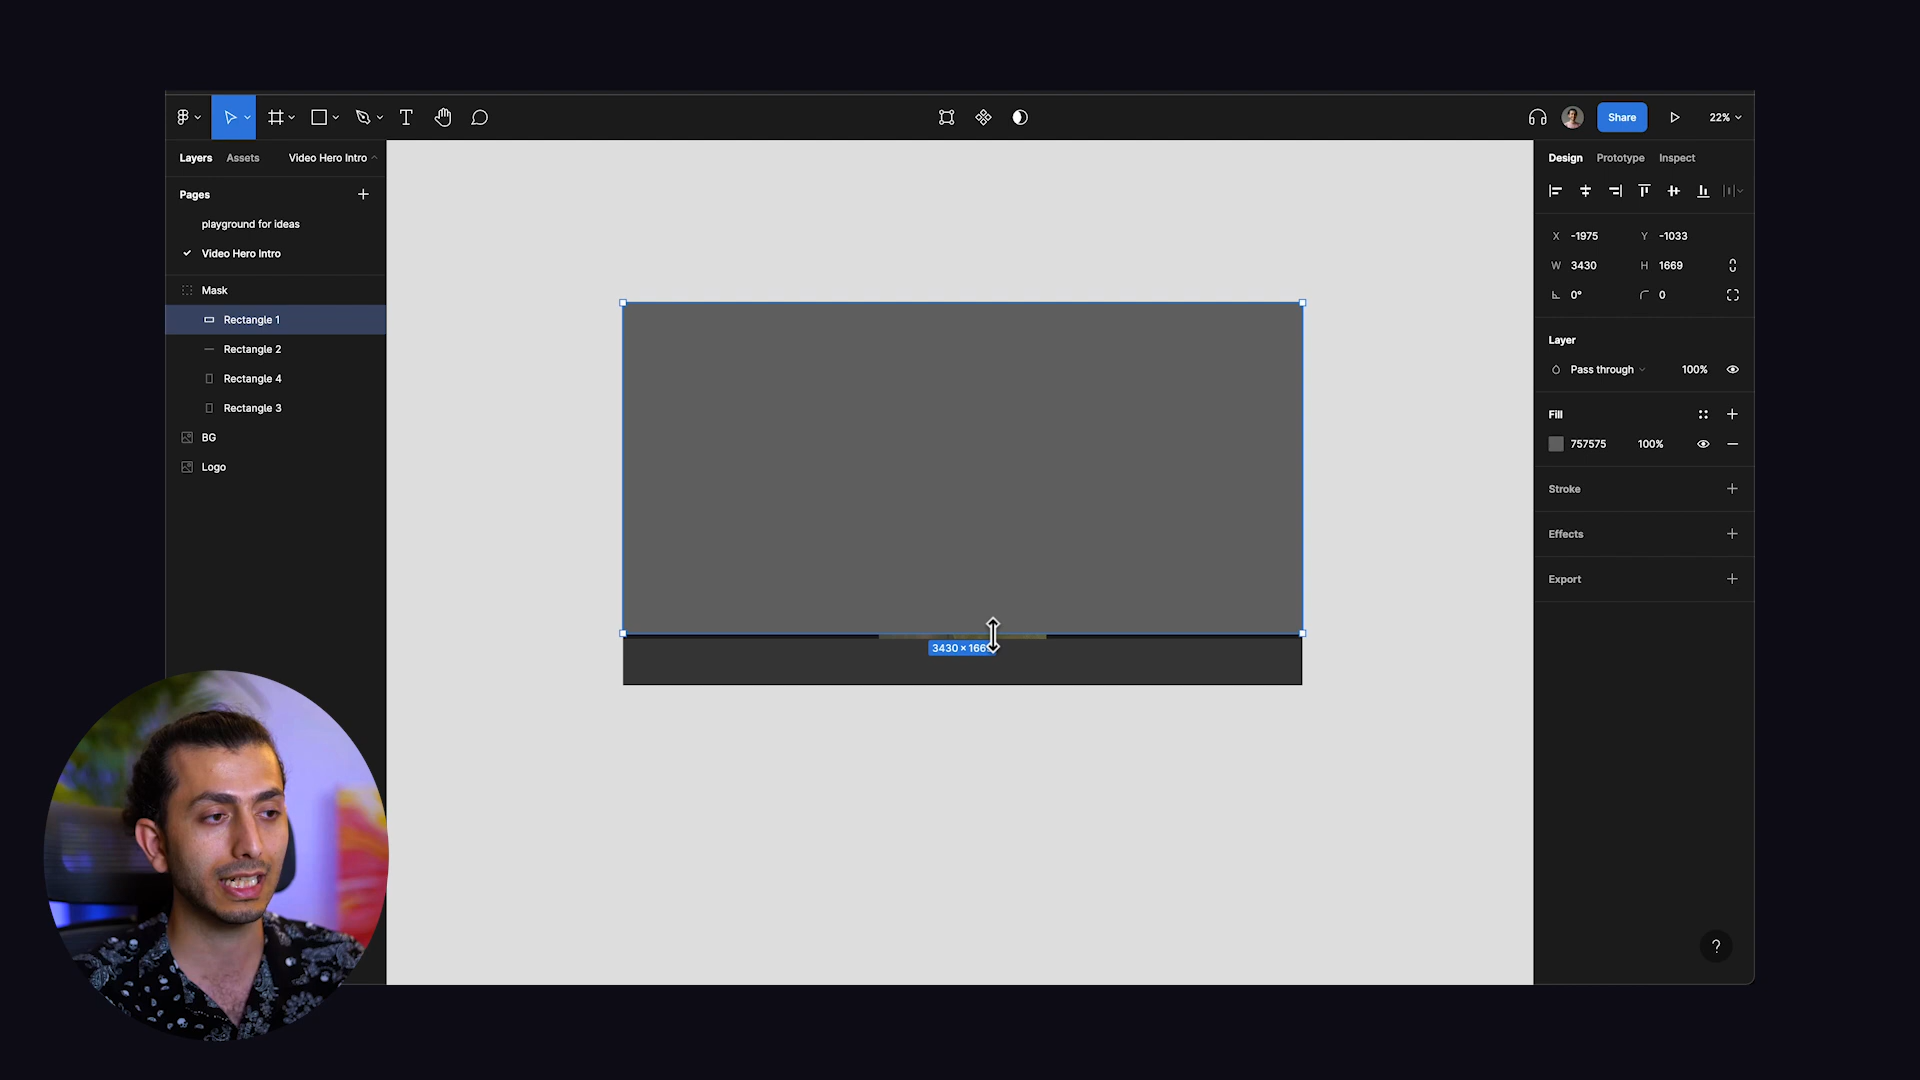 Share
22%
Layers
Assets
Video Hero Intro
Design
Prototype
Inspect
Pages
playground for ideas
Video Hero Intro
X -1975
Y -1033
W 3430
H 1669
0°
0
Mask
Rectangle 1
Rectangle 2
Rectangle 4
Rectangle 3
BG
Logo
Layer
Pass through
100%
Fill
757575
100%
Stroke
Effects
Export
3430 × 166
?